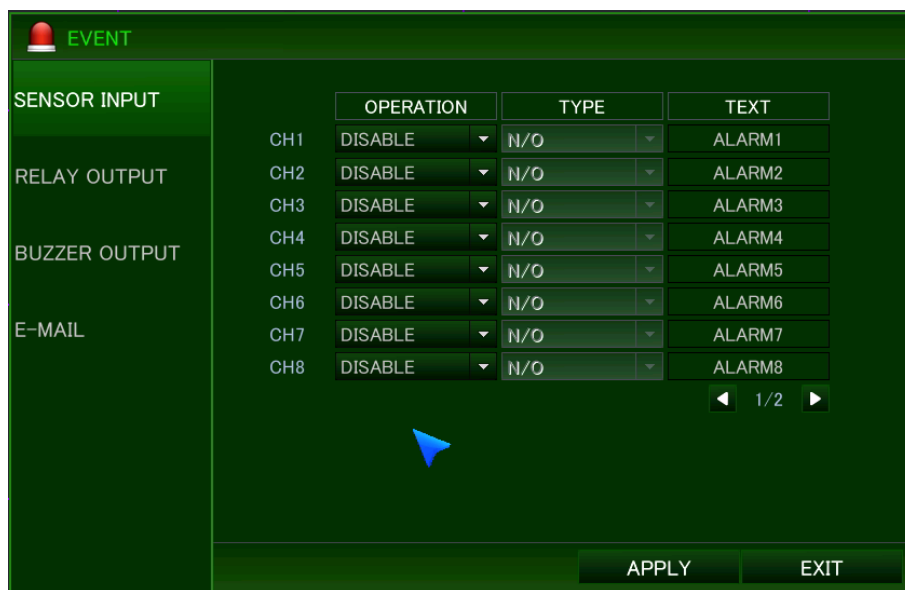 EVENT
SENSOR INPUT
RELAY OUTPUT
BUZZER OUTPUT
E-MAIL
OPERATION TYPE TEXT
CH1 DISABLE N/O ALARM1
CH2 DISABLE N/O ALARM2
CH3 DISABLE N/O ALARM3
CH4 DISABLE N/O ALARM4
CH5 DISABLE N/O ALARM5
CH6 DISABLE N/O ALARM6
CH7 DISABLE N/O ALARM7
CH8 DISABLE N/O ALARM8
1/2
APPLY EXIT